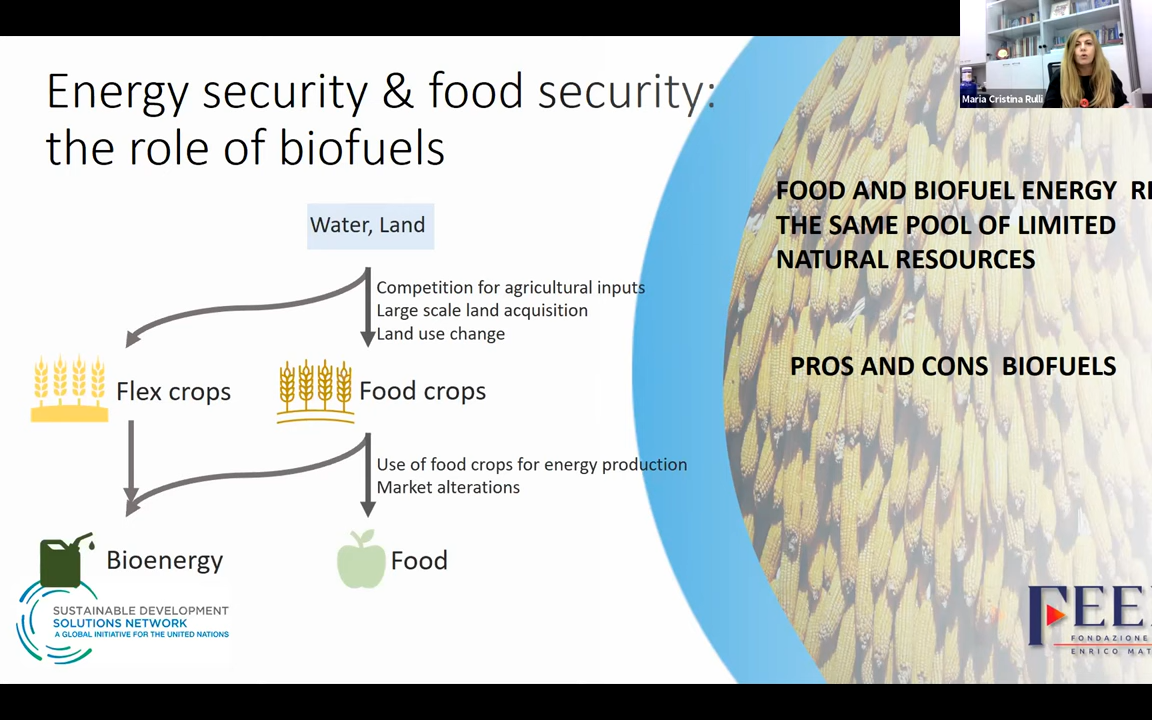 Energy security & food security:
the role of biofuels
Maria Cristina Rulli
FOOD AND BIOFUEL ENERGY
THE SAME POOL OF LIMITED
NATURAL RESOURCES
PROS AND CONS BIOFUELS
Water, Land
Competition for agricultural inputs
Large scale land acquisition
Land use change
Flex crops
Food crops
Use of food crops for energy production
Market alterations
Bioenergy
Food
SUSTAINABLE DEVELOPMENT
SOLUTIONS NETWORK
A GLOBAL INITIATIVE FOR THE UNITED NATIONS
FONDAZIONE
ENRICO